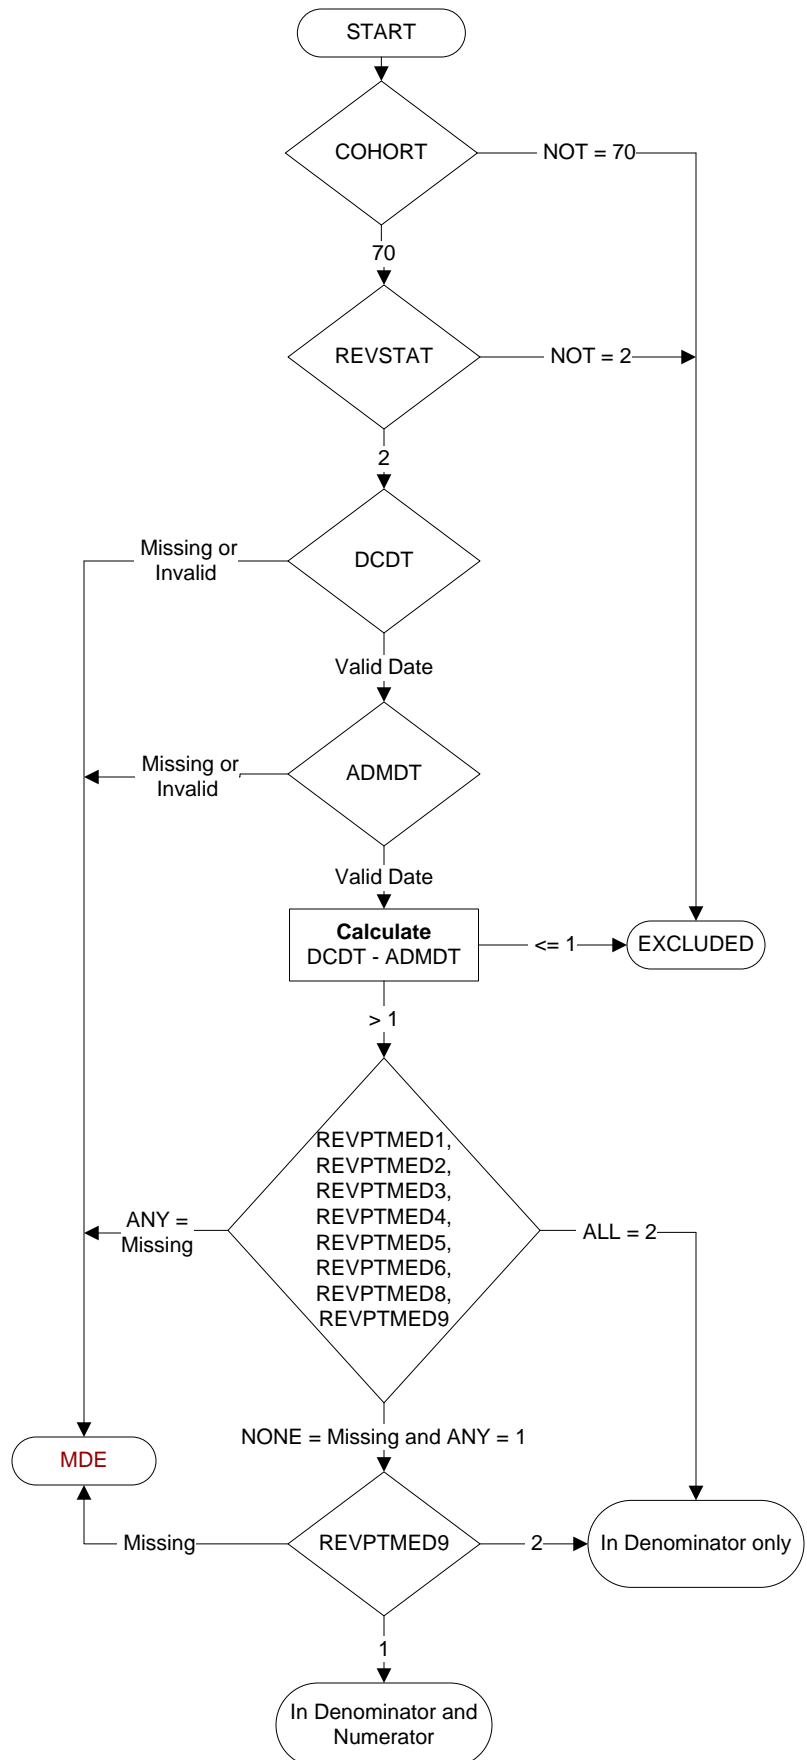 START
COHORT
NOT = 70
70
REVSTAT
NOT = 2
2
Missing or
Invalid
DCDT
Valid Date
Missing or
Invalid
ADMDT
Valid Date
Calculate
DCDT - ADMDT
<= 1
EXCLUDED
> 1
REVPTMED1,
REVPTMED2,
REVPTMED3,
REVPTMED4,
REVPTMED5,
REVPTMED6,
REVPTMED8,
REVPTMED9
ANY =
Missing
ALL = 2
NONE = Missing and ANY = 1
MDE
Missing
REVPTMED9
2
In Denominator only
1
In Denominator and
Numerator